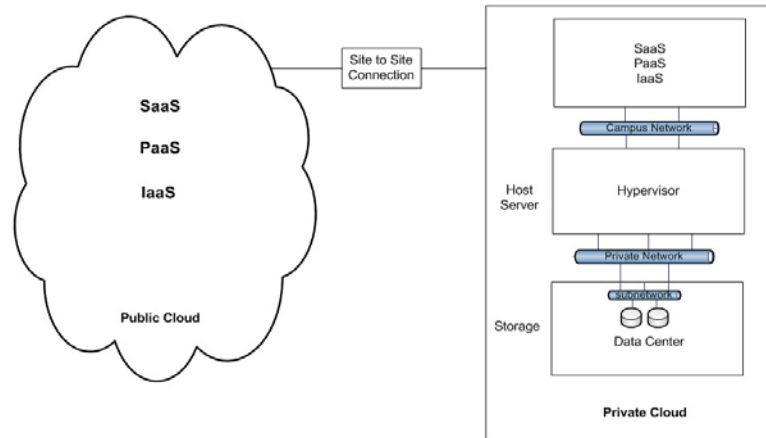 SaaS
PaaS
IaaS
Public Cloud
Site to Site
Connection
SaaS
PaaS
IaaS
Campus Network
Host
Server
Hypervisor
Private Network
subnetwork
Storage
Data Center
Private Cloud